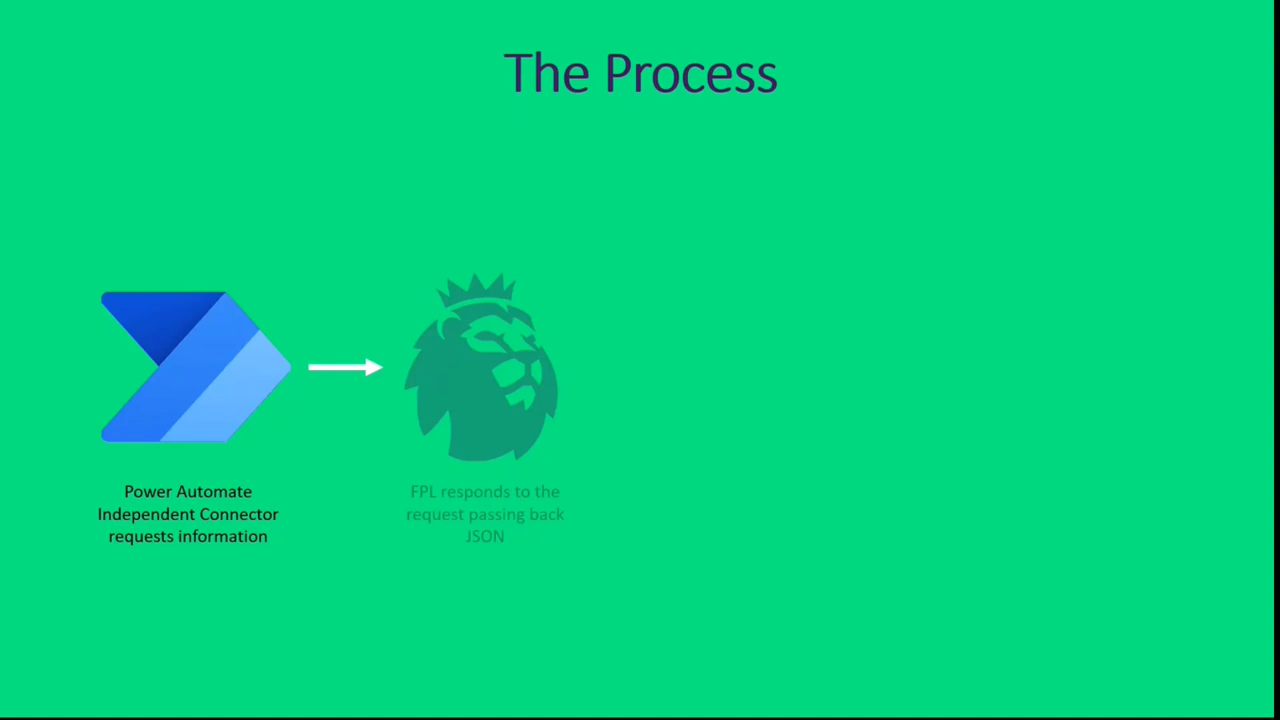 The Process
Power Automate
Independent Connector
requests information
FPL responds to the
request passing back
JSON